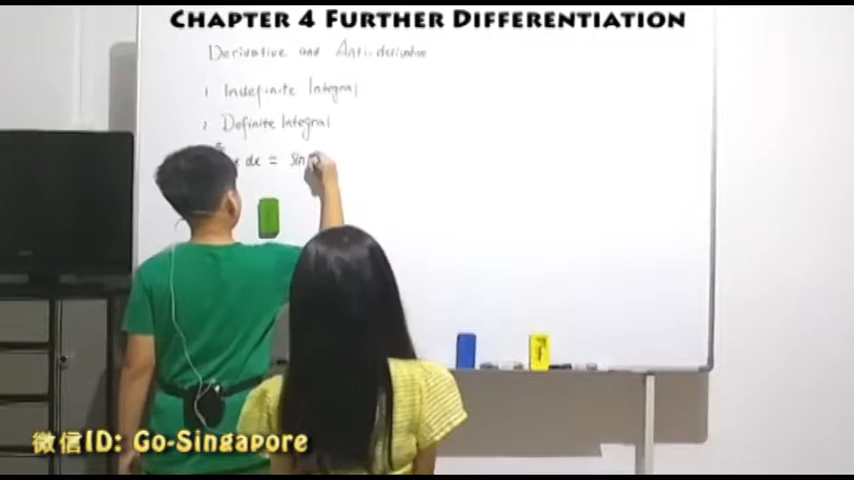 CHAPTER 4 FURTHER DIFFERENTIATION
Derivative and Anti-derivative
1 Indefinite Integral
2 Definite Integral
dx = Sin
微信ID: Go-Singapore